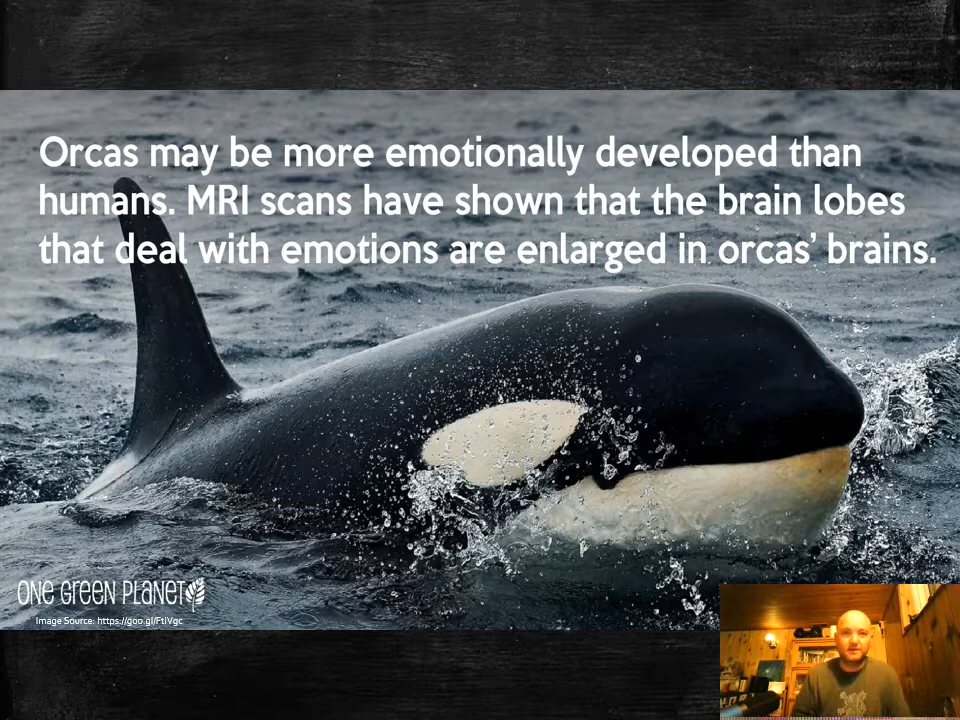 Orcas may be more emotionally developed than
humans. MRI scans have shown that the brain lobes
that deal with emotions are enlarged in orcas' brains.
ONE GREEN PLANET
Image Source: https://goo.gl/FtIVgc